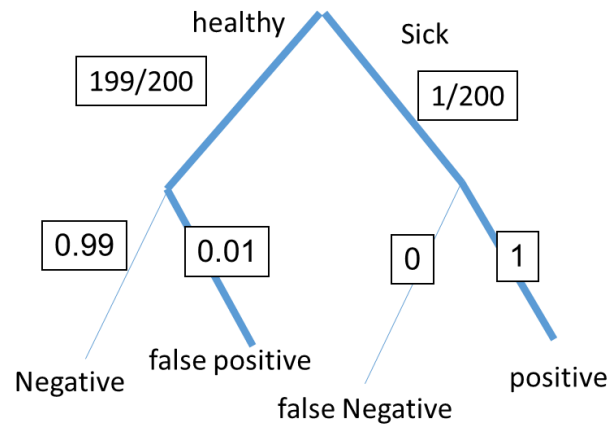 healthy
Sick
199/200
1/200
0.99
0.01
0
1
Negative
false positive
false Negative
positive